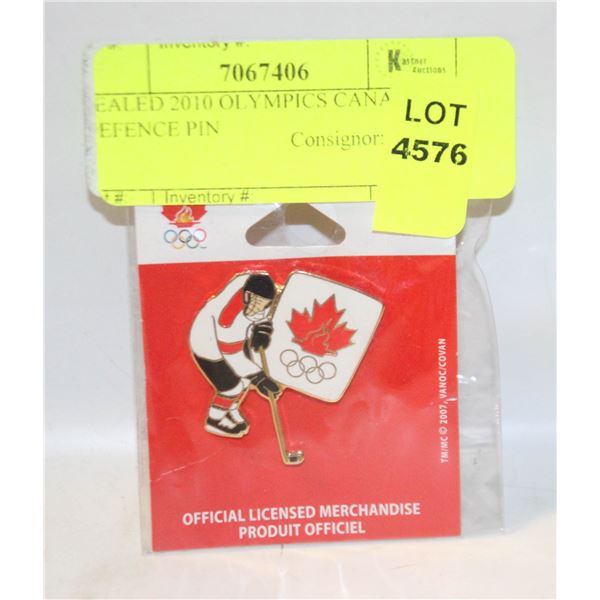 Inventory #:
7067406
Kastner
Auctions
EALED 2010 OLYMPICS CANA
EFENCE PIN
Consignor:
LOT
4576
#:
Inventory #:
TM/MC © 2007, VANOC/COVAN
OFFICIAL LICENSED MERCHANDISE
PRODUIT OFFICIEL